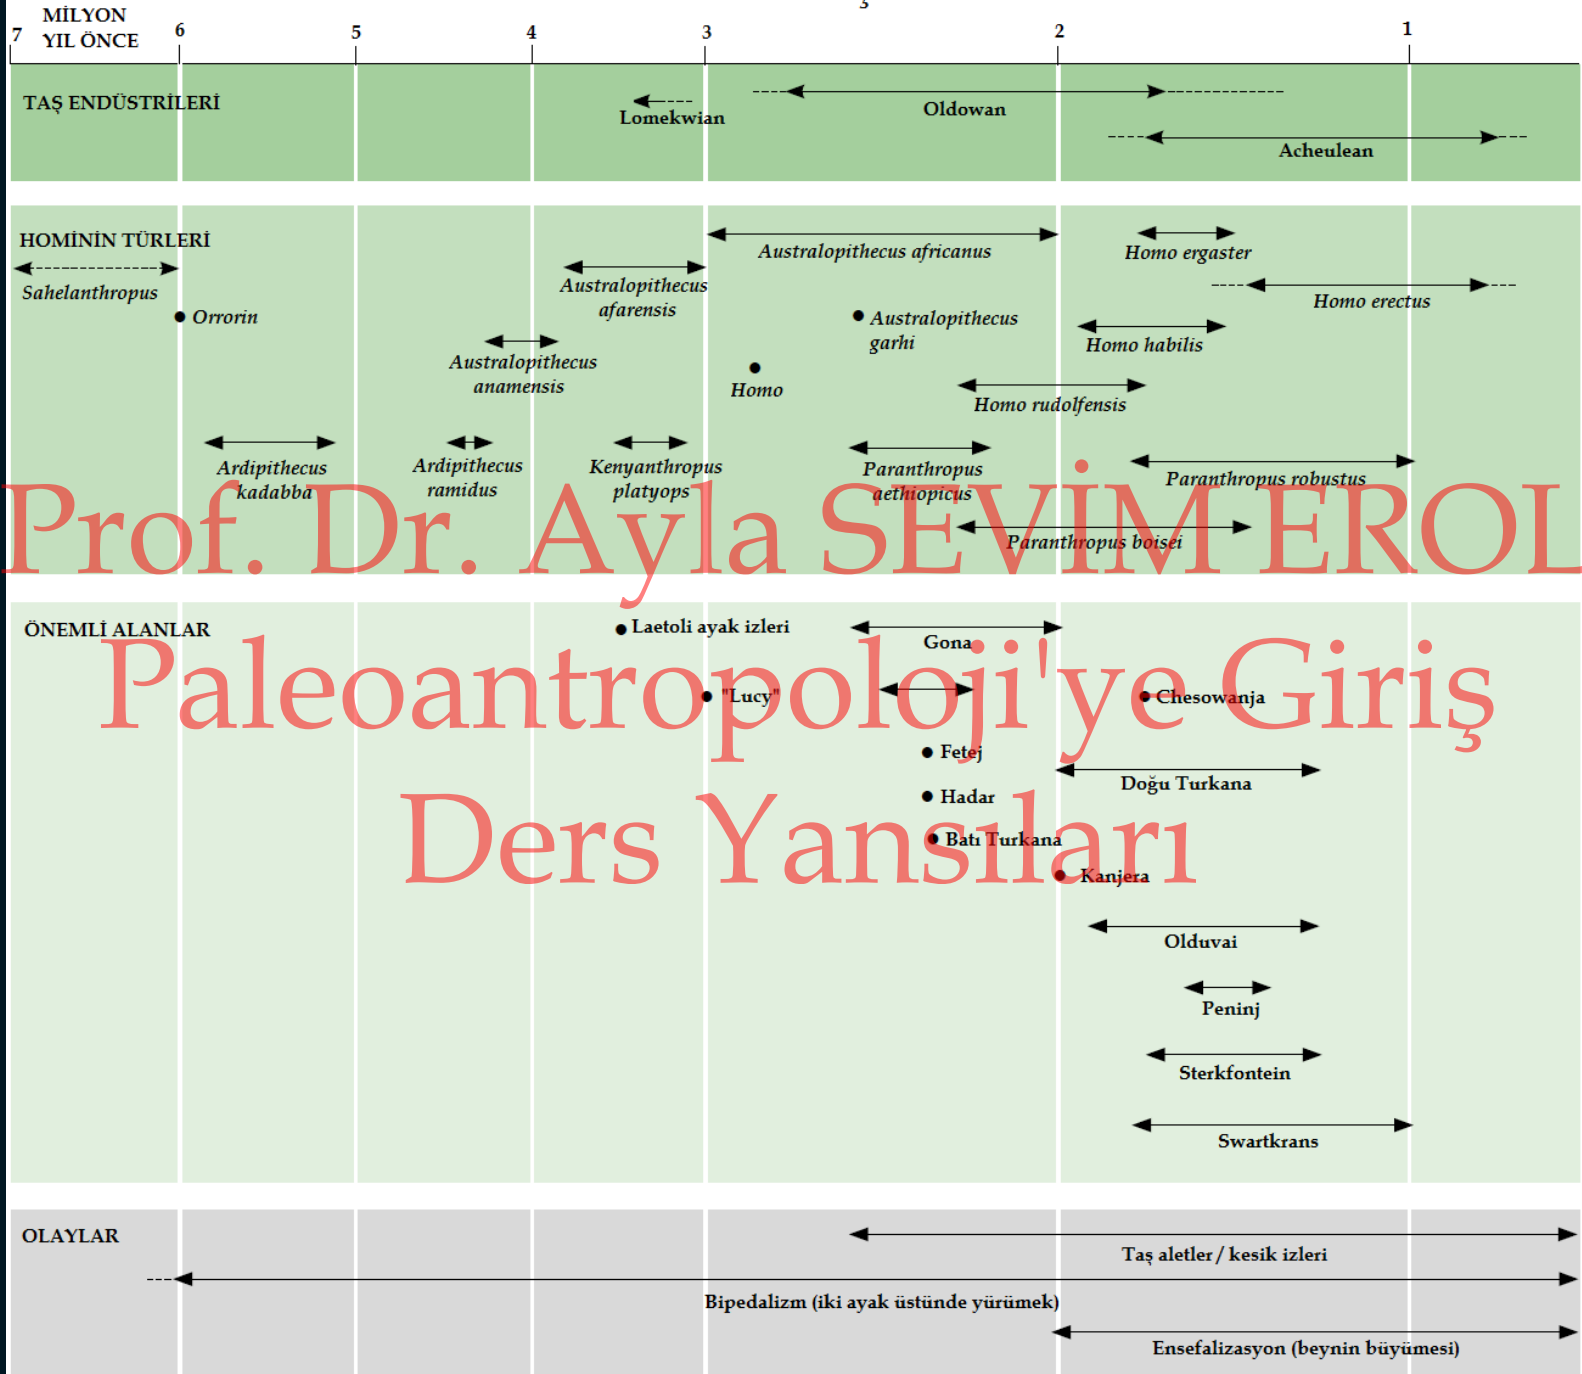 MİLYON
YIL ÖNCE
7 6 5 4 3 2 1
TAŞ ENDÜSTRİLERİ
Lomekwian
Oldowan
Acheulean
HOMİNİN TÜRLERİ
Sahelanthropus
Orrorin
Australopithecus africanus
Homo ergaster
Australopithecus
afarensis
Homo erectus
Australopithecus
garhi
Homo habilis
Australopithecus
anamensis
Homo
Homo rudolfensis
Ardipithecus
kadabba
Ardipithecus
ramidus
Kenyanthropus
platyops
Paranthropus
aethiopicus
Paranthropus robustus
Paranthropus boisei
Prof. Dr. Ayla SEVİM EROL
ÖNEMLİ ALANLAR
Laetoli ayak izleri
Gona
Paleoantropoloji'ye Giriş
"Lucy"
Chesowanja
Fetej
Doğu Turkana
Hadar
Ders Yansıları
Batı Turkana
Kanjera
Olduvai
Peninj
Sterkfontein
Swartkrans
OLAYLAR
Taş aletler / kesik izleri
Bipedalizm (iki ayak üstünde yürümek)
Ensefalizasyon (beynin büyümesi)